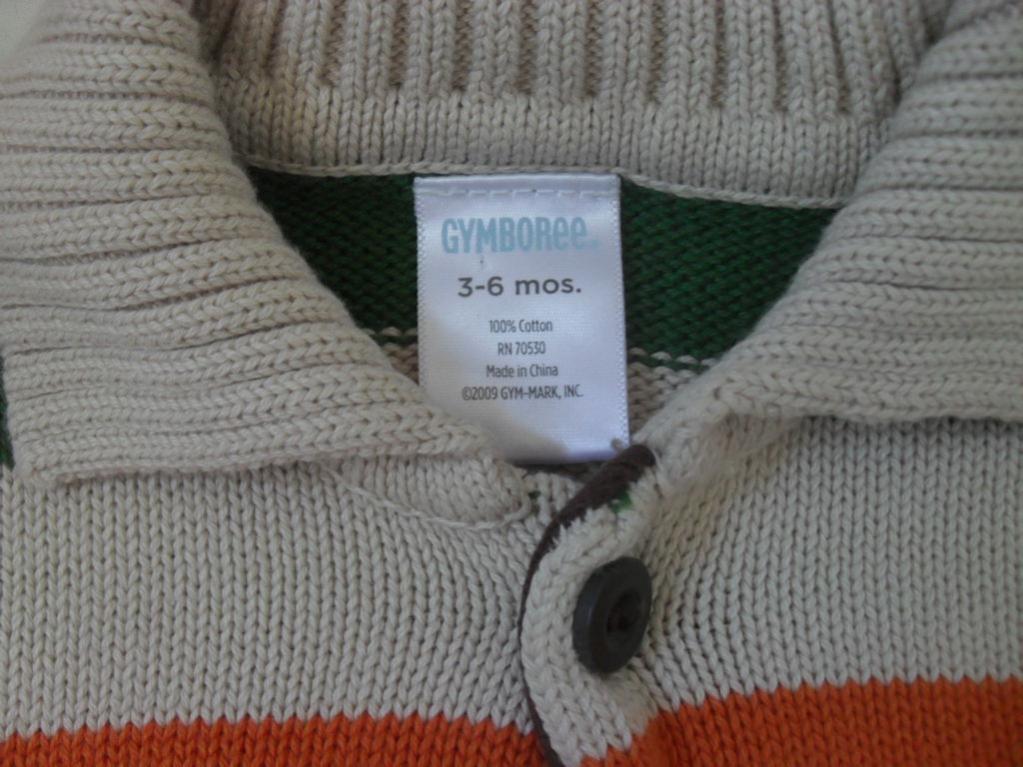 GYMBOREE.
3-6 mos.
100% Cotton
RN 70530
Made in China
©2009 GYM-MARK, INC.